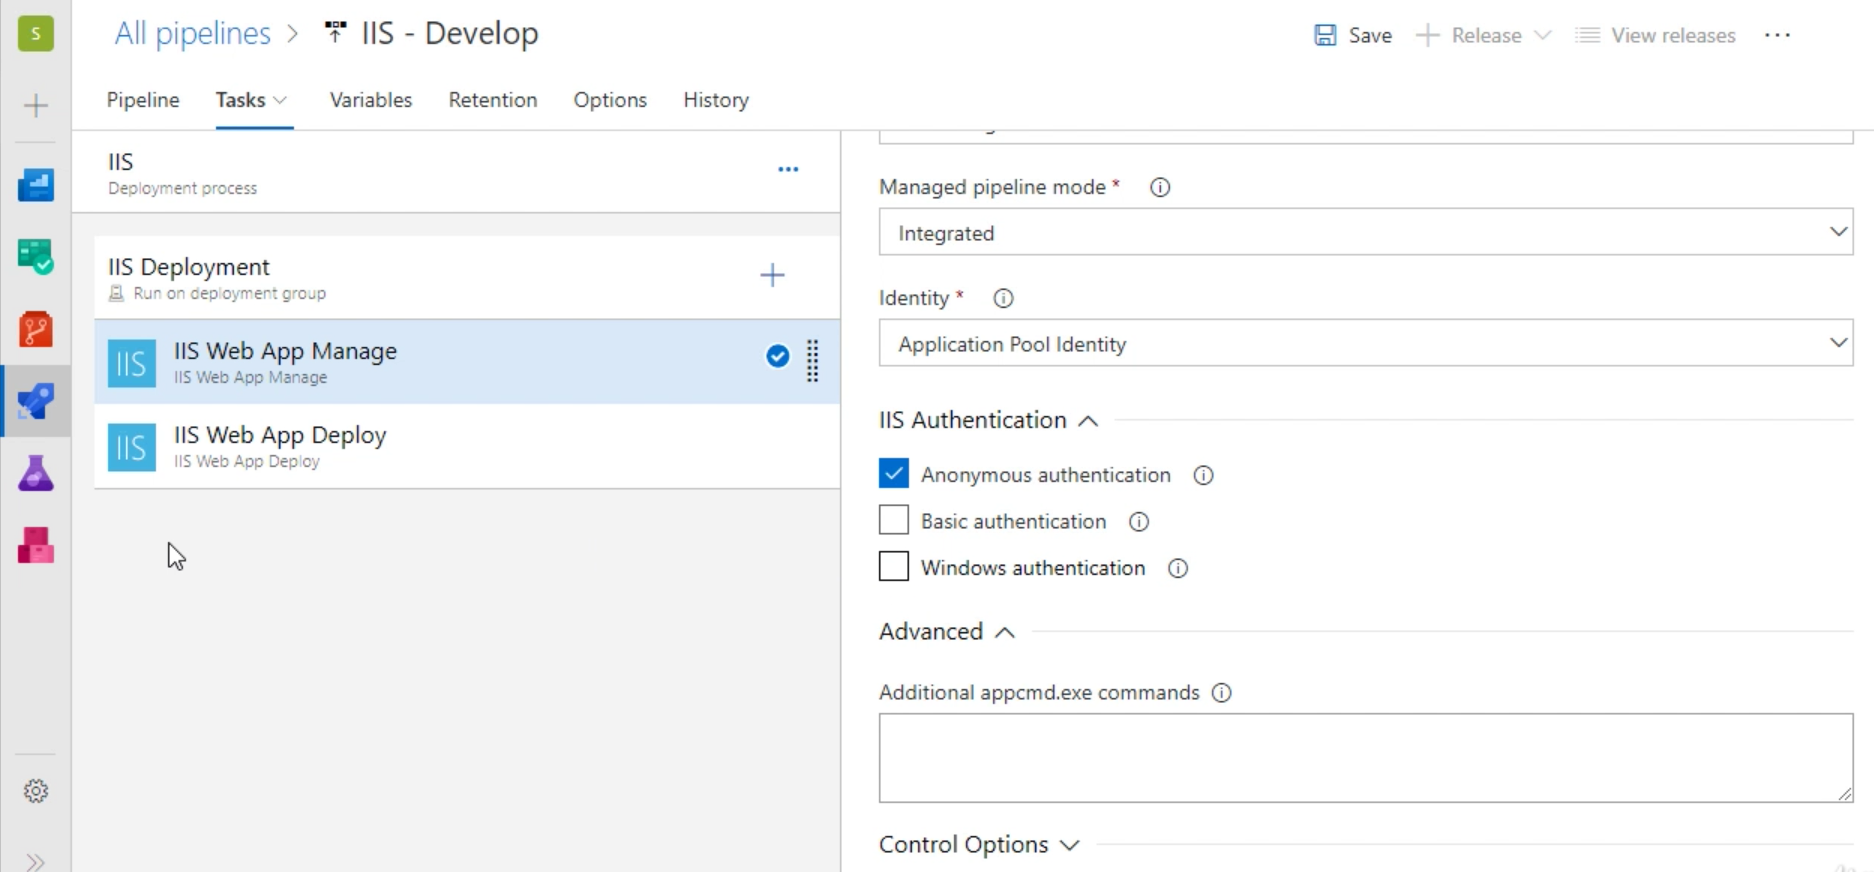 S
All pipelines > IIS - Develop
Save + Release View releases ...
Pipeline Tasks Variables Retention Options History
IIS
Deployment process
IIS Deployment
Run on deployment group
IIS
IIS Web App Manage
IIS Web App Manage
IIS
IIS Web App Deploy
IIS Web App Deploy
Managed pipeline mode *
Integrated
Identity *
Application Pool Identity
IIS Authentication
Anonymous authentication
Basic authentication
Windows authentication
Advanced
Additional appcmd.exe commands
Control Options